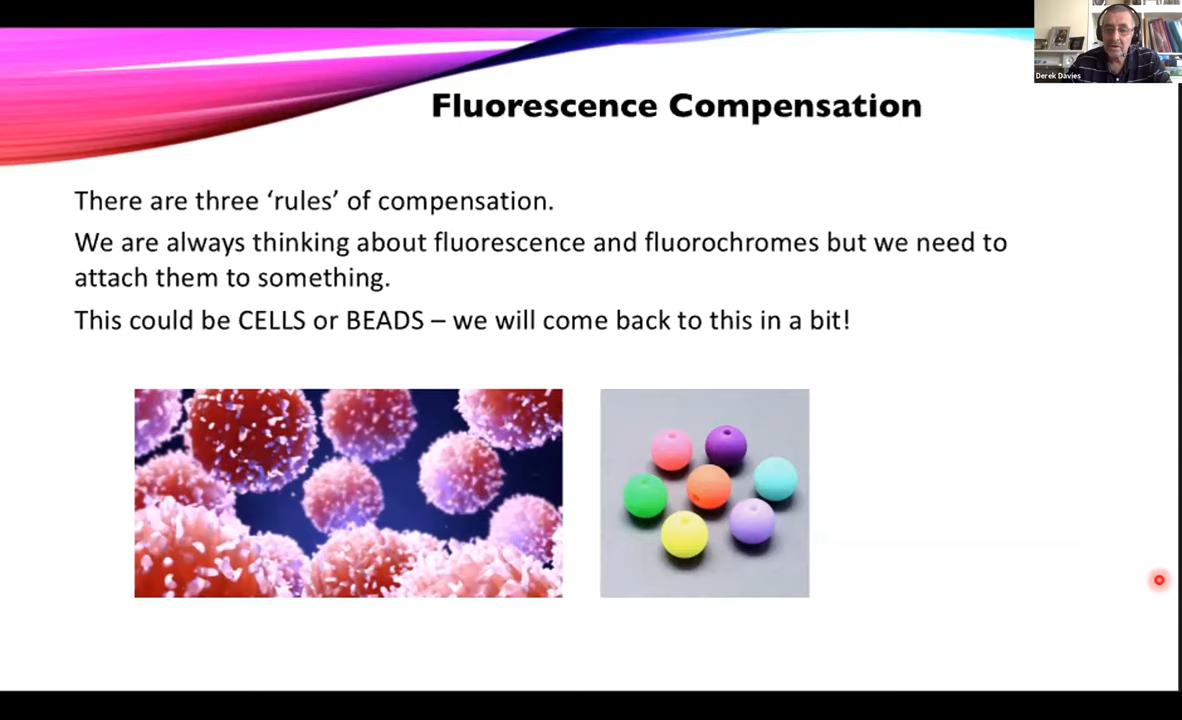 Derek Davies
Fluorescence Compensation
There are three ‘rules’ of compensation.
We are always thinking about fluorescence and fluorochromes but we need to
attach them to something.
This could be CELLS or BEADS – we will come back to this in a bit!